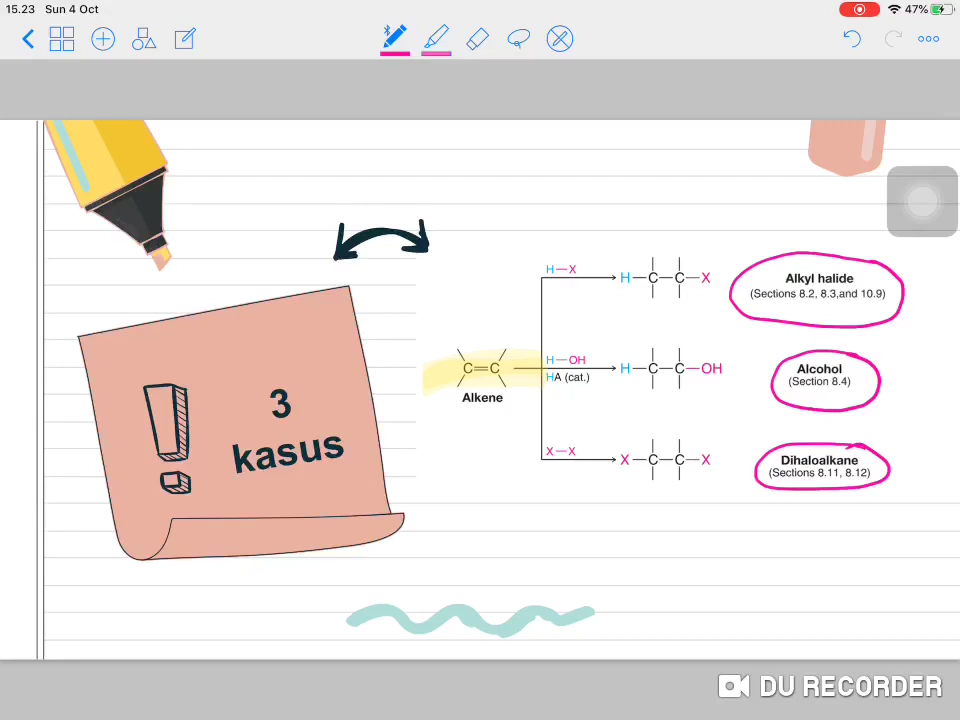 15.23 Sun 4 Oct
47%
H—X
H—C—C—X
Alkyl halide
(Sections 8.2, 8.3,and 10.9)
C=C
Alkene
H—OH
HA (cat.)
H—C—C—OH
Alcohol
(Section 8.4)
X—X
X—C—C—X
Dihaloalkane
(Sections 8.11, 8.12)
!
3
kasus
DU RECORDER